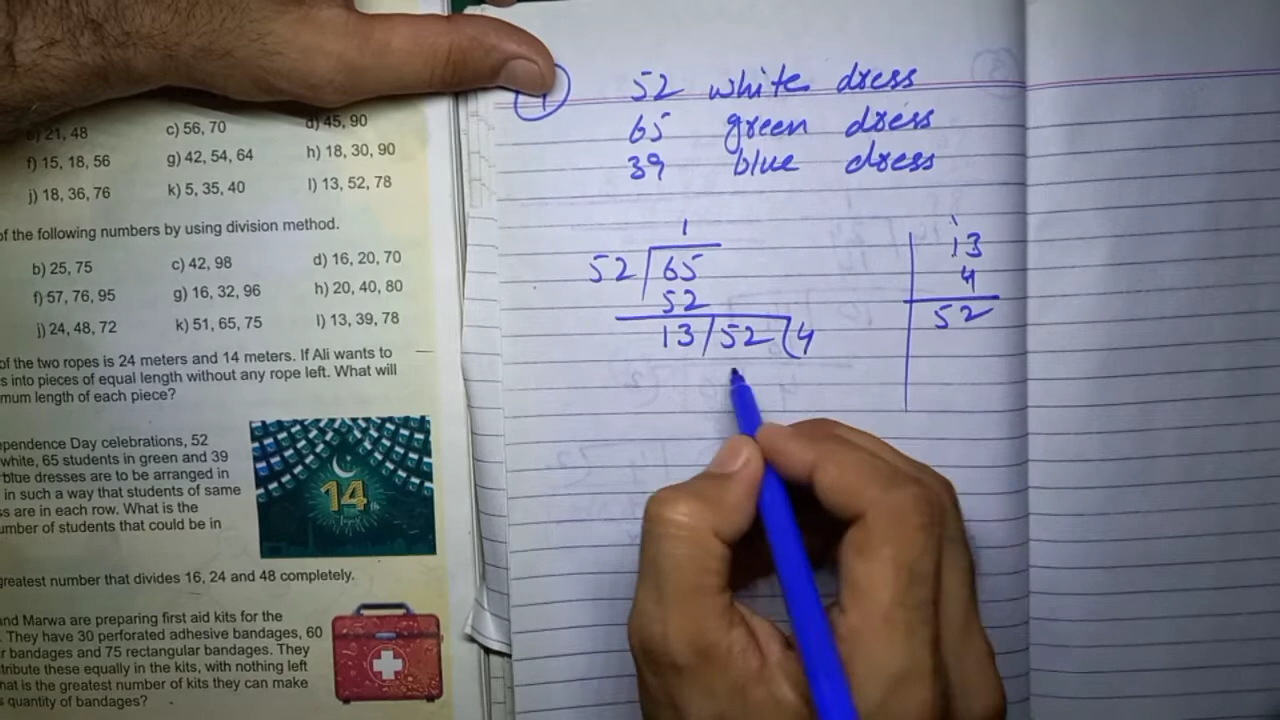 21, 48 c) 56, 70 d) 45, 90
f) 15, 18, 56 g) 42, 54, 64 h) 18, 30, 90
j) 18, 36, 76 k) 5, 35, 40 l) 13, 52, 78
of the following numbers by using division method.
b) 25, 75 c) 42, 98 d) 16, 20, 70
f) 57, 76, 95 g) 16, 32, 96 h) 20, 40, 80
j) 24, 48, 72 k) 51, 65, 75 l) 13, 39, 78
of the two ropes is 24 meters and 14 meters. If Ali wants to
s into pieces of equal length without any rope left. What will
mum length of each piece?
ependence Day celebrations, 52
white, 65 students in green and 39
blue dresses are to be arranged in
in such a way that students of same
ss are in each row. What is the
umber of students that could be in
14
greatest number that divides 16, 24 and 48 completely.
and Marwa are preparing first aid kits for the
. They have 30 perforated adhesive bandages, 60
r bandages and 75 rectangular bandages. They
tribute these equally in the kits, with nothing left
hat is the greatest number of kits they can make
s quantity of bandages?
52 white dress
65 green dress
39 blue dress
1
52 65
52
13 52 4
1
13
4
52